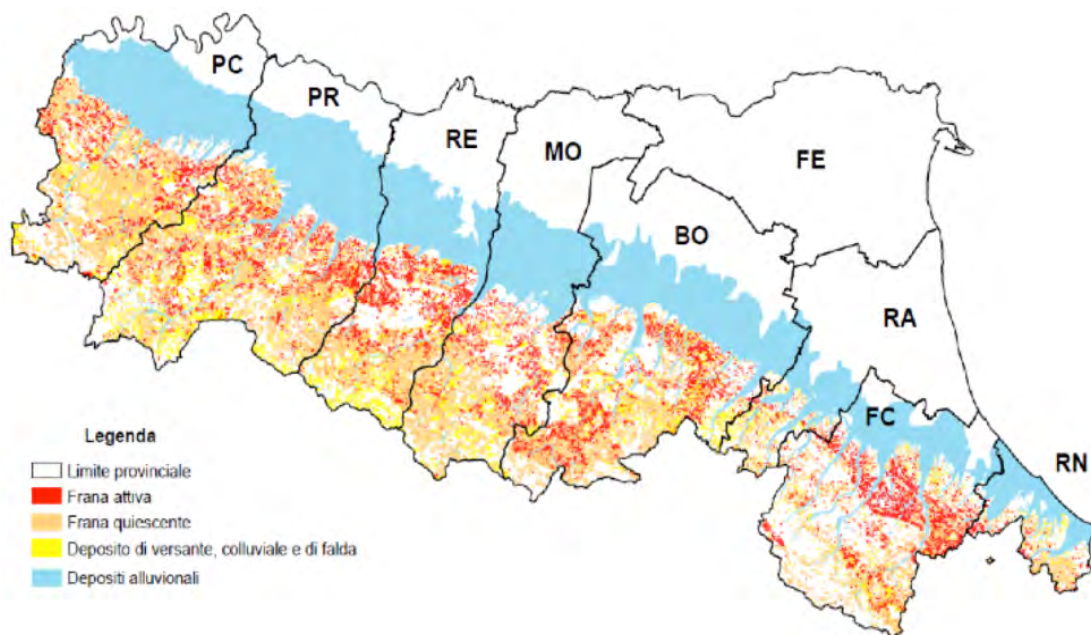 PC
PR
RE
MO
FE
BO
RA
FC
RN
Legenda
Limite provinciale
Frana attiva
Frana quiescente
Deposito di versante, colluviale e di falda
Depositi alluvionali